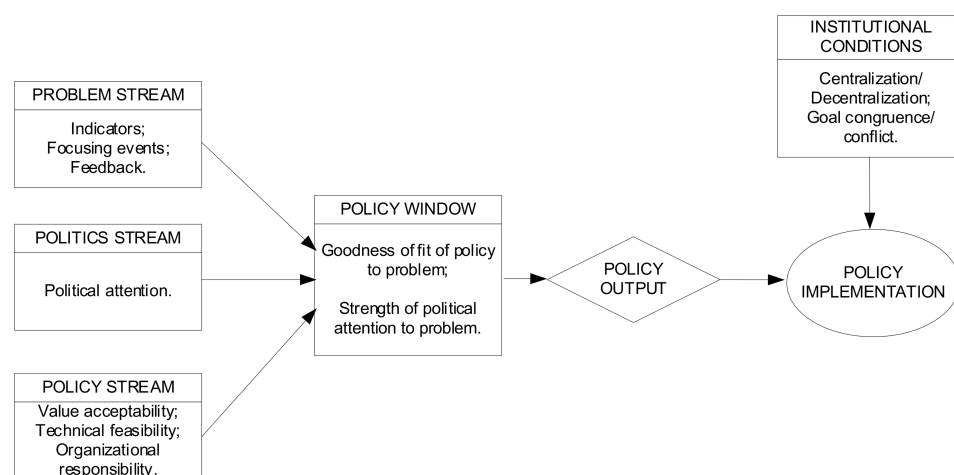 INSTITUTIONAL
CONDITIONS
Centralization/
Decentralization;
Goal congruence/
conflict.
PROBLEM STREAM
Indicators;
Focusing events;
Feedback.
POLITICS STREAM
Political attention.
POLICY STREAM
Value acceptability;
Technical feasibility;
Organizational
responsibility.
POLICY WINDOW
Goodness of fit of policy
to problem;
Strength of political
attention to problem.
POLICY
OUTPUT
POLICY
IMPLEMENTATION